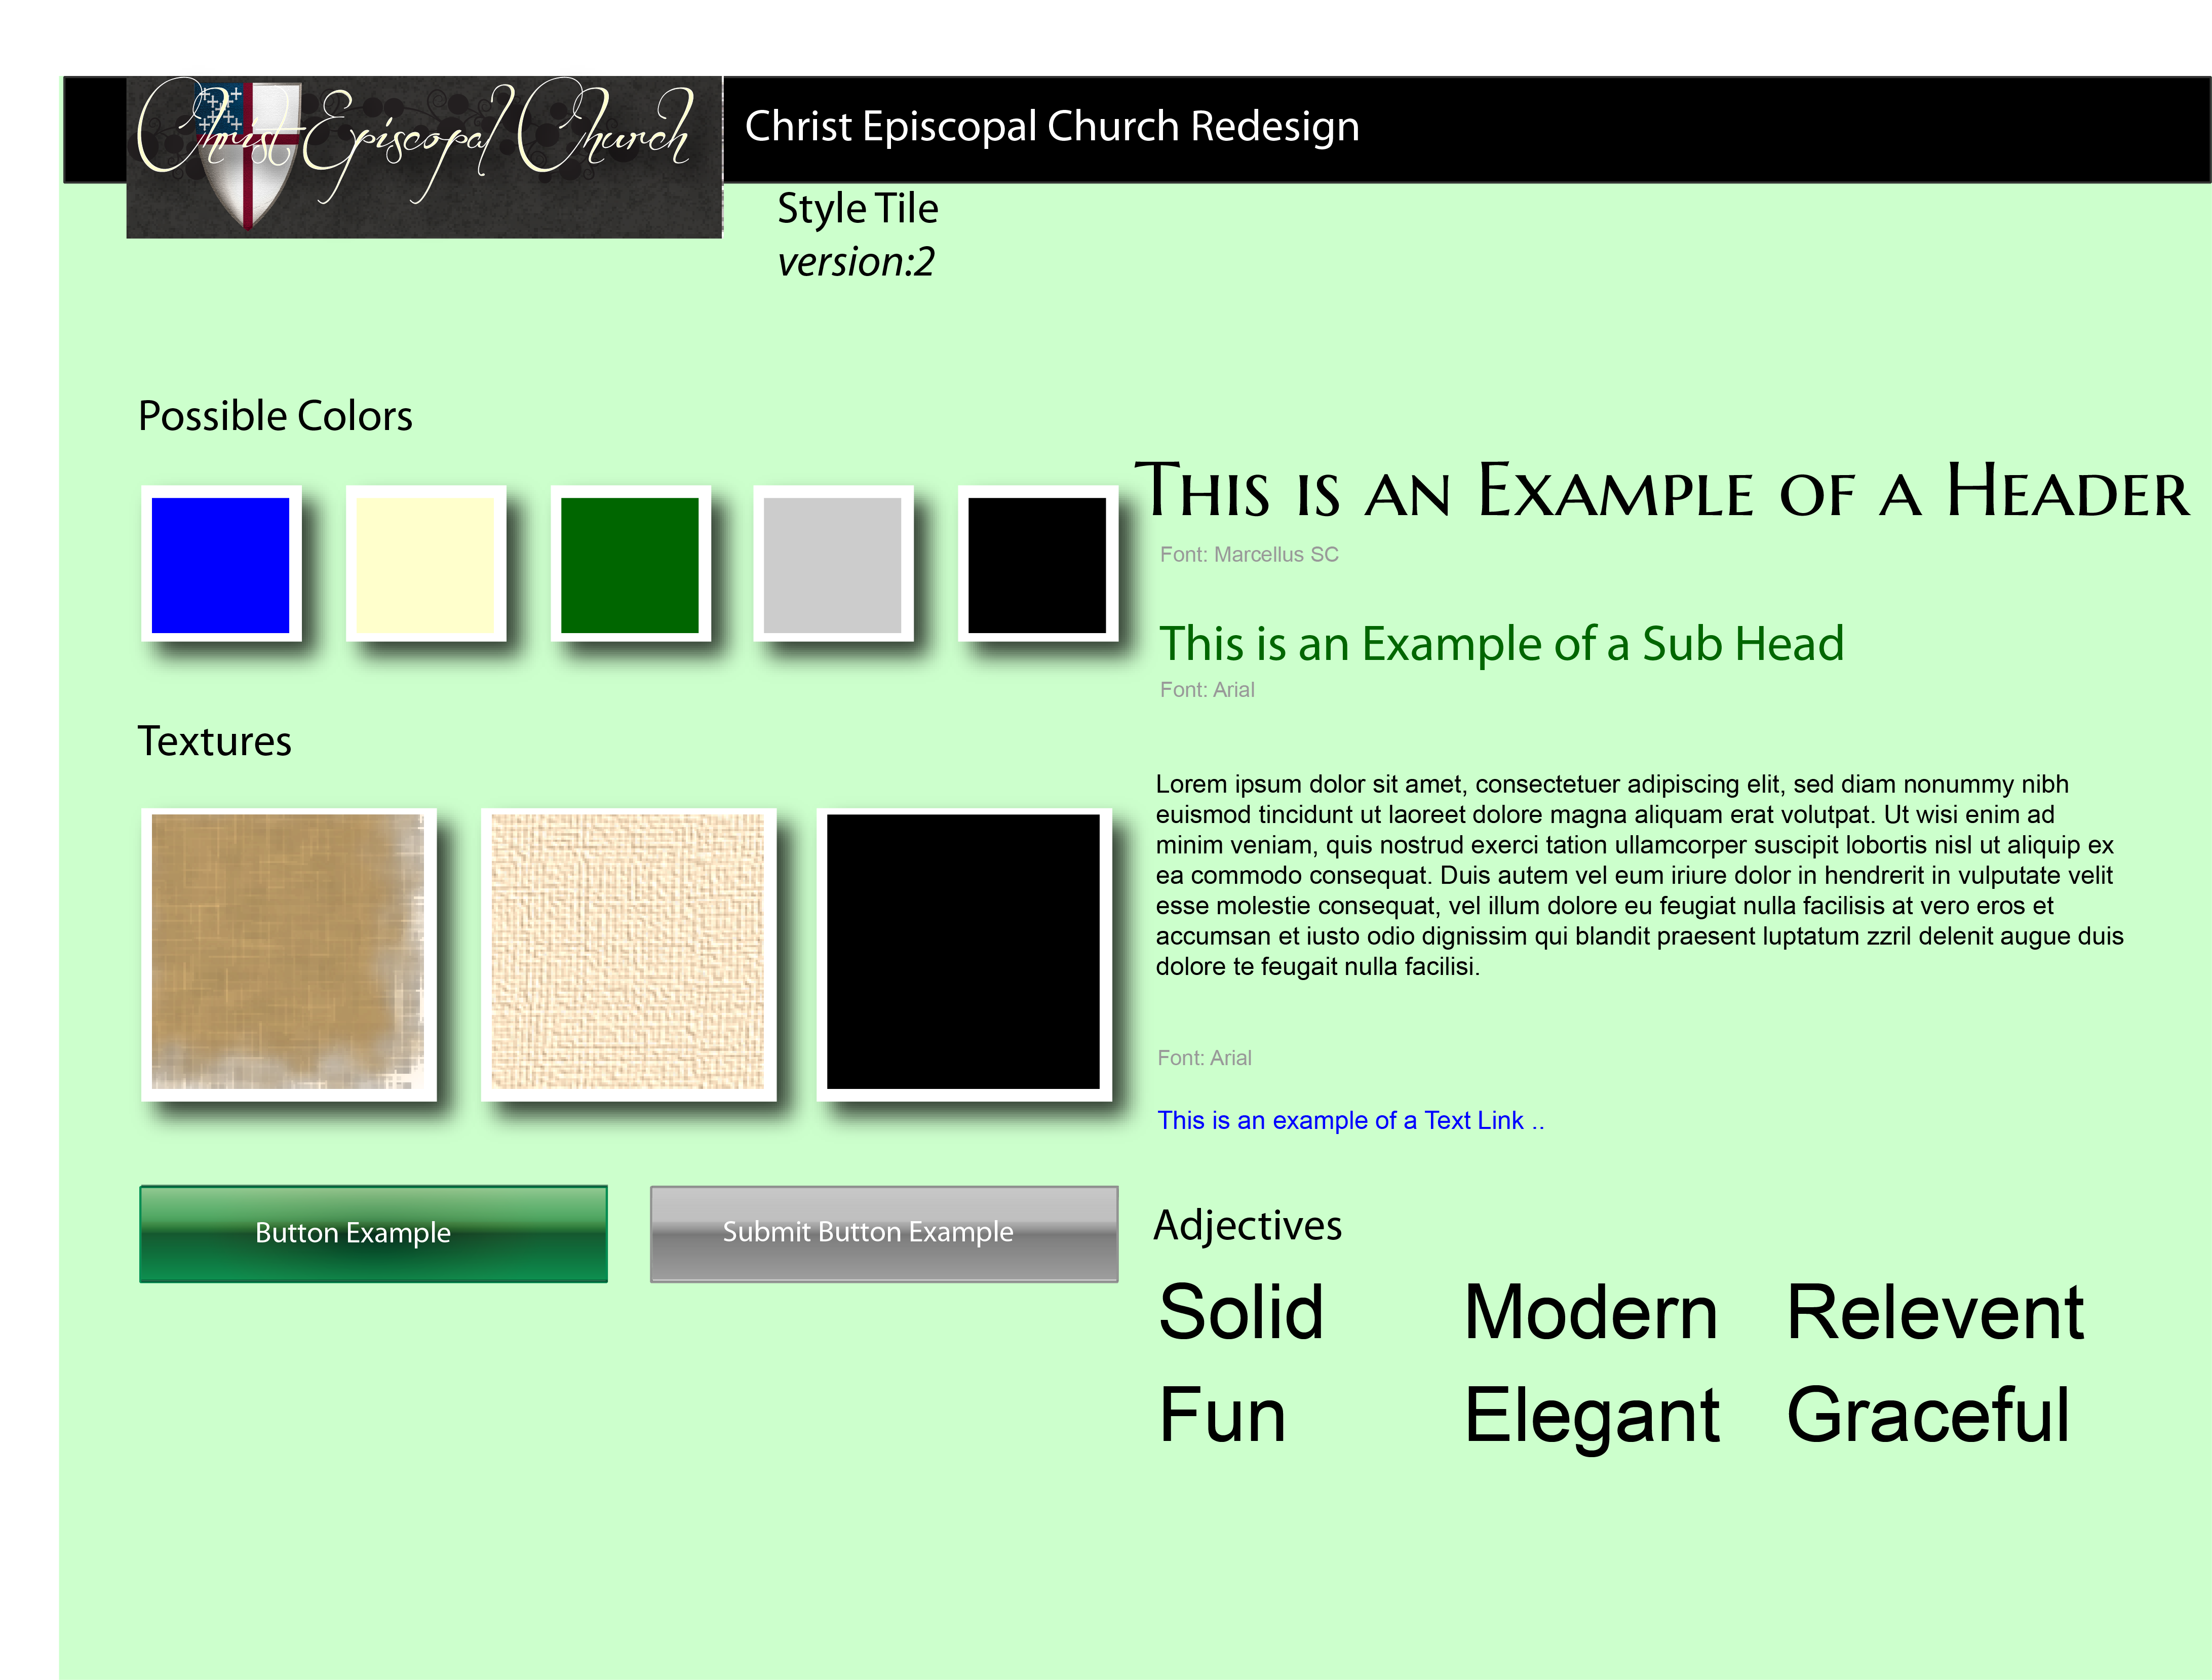 Christ Episcopal Church
Christ Episcopal Church Redesign
Style Tile
version:2
Possible Colors
This is an Example of a Header
Font: Marcellus SC
This is an Example of a Sub Head
Font: Arial
Textures
Lorem ipsum dolor sit amet, consectetuer adipiscing elit, sed diam nonummy nibh
euismod tincidunt ut laoreet dolore magna aliquam erat volutpat. Ut wisi enim ad
minim veniam, quis nostrud exerci tation ullamcorper suscipit lobortis nisl ut aliquip ex
ea commodo consequat. Duis autem vel eum iriure dolor in hendrerit in vulputate velit
esse molestie consequat, vel illum dolore eu feugiat nulla facilisis at vero eros et
accumsan et iusto odio dignissim qui blandit praesent luptatum zzril delenit augue duis
dolore te feugait nulla facilisi.
Font: Arial
This is an example of a Text Link ..
Button Example
Submit Button Example
Adjectives
Solid Modern Relevent
Fun Elegant Graceful